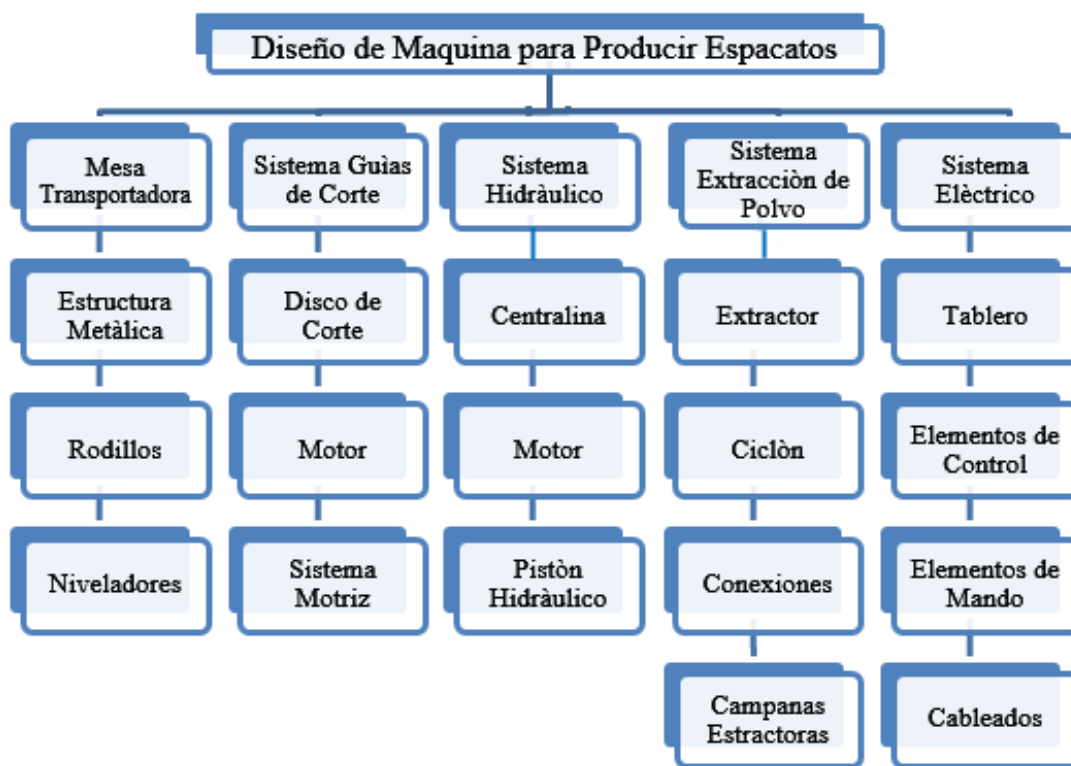 Diseño de Maquina para Producir Espacatos
Mesa
Transportadora
Sistema Guìas
de Corte
Sistema
Hidràulico
Sistema
Extracciòn de
Polvo
Sistema
Elèctrico
Estructura
Metàlica
Disco de
Corte
Centralina
Extractor
Tablero
Rodillos
Motor
Motor
Ciclòn
Elementos de
Control
Niveladores
Sistema
Motriz
Pistòn
Hidràulico
Conexiones
Elementos de
Mando
Campanas
Estractoras
Cableados